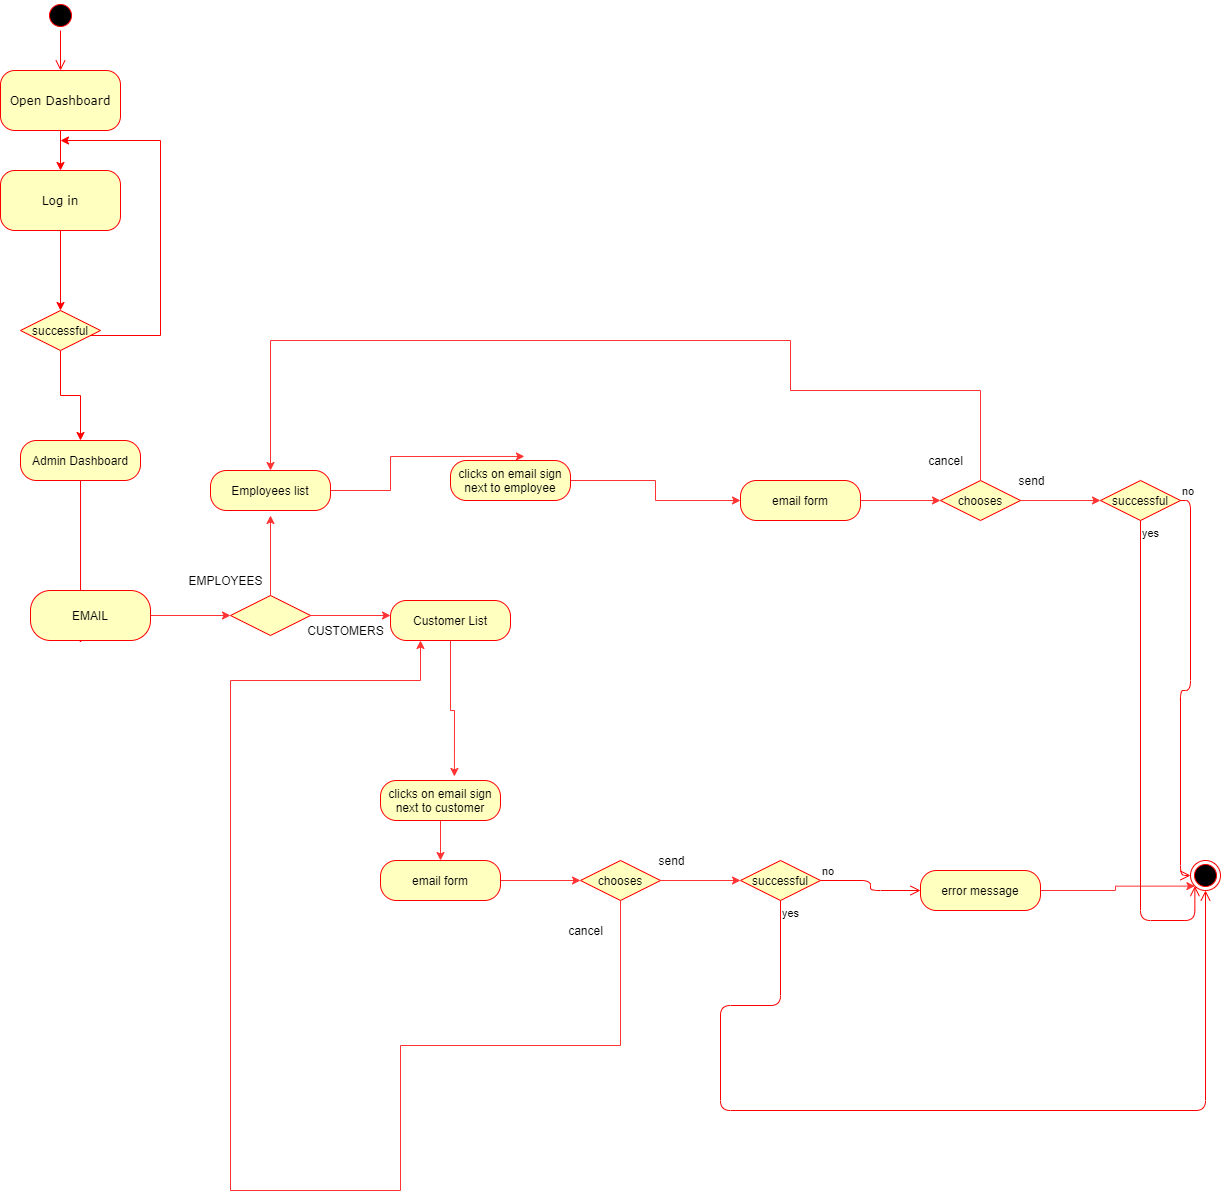 Open Dashboard
Log in
successful
Admin Dashboard
cancel
clicks on email sign
next to employee
send
Employees list
email form
chooses
successful
no
yes
EMPLOYEES
EMAIL
CUSTOMERS
Customer List
clicks on email sign
next to customer
send
email form
chooses
successful
no
error message
yes
cancel